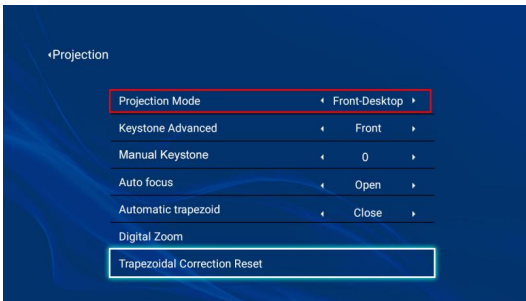 Projection
Projection Mode Front-Desktop
Keystone Advanced Front
Manual Keystone 0
Auto focus Open
Automatic trapezoid Close
Digital Zoom
Trapezoidal Correction Reset